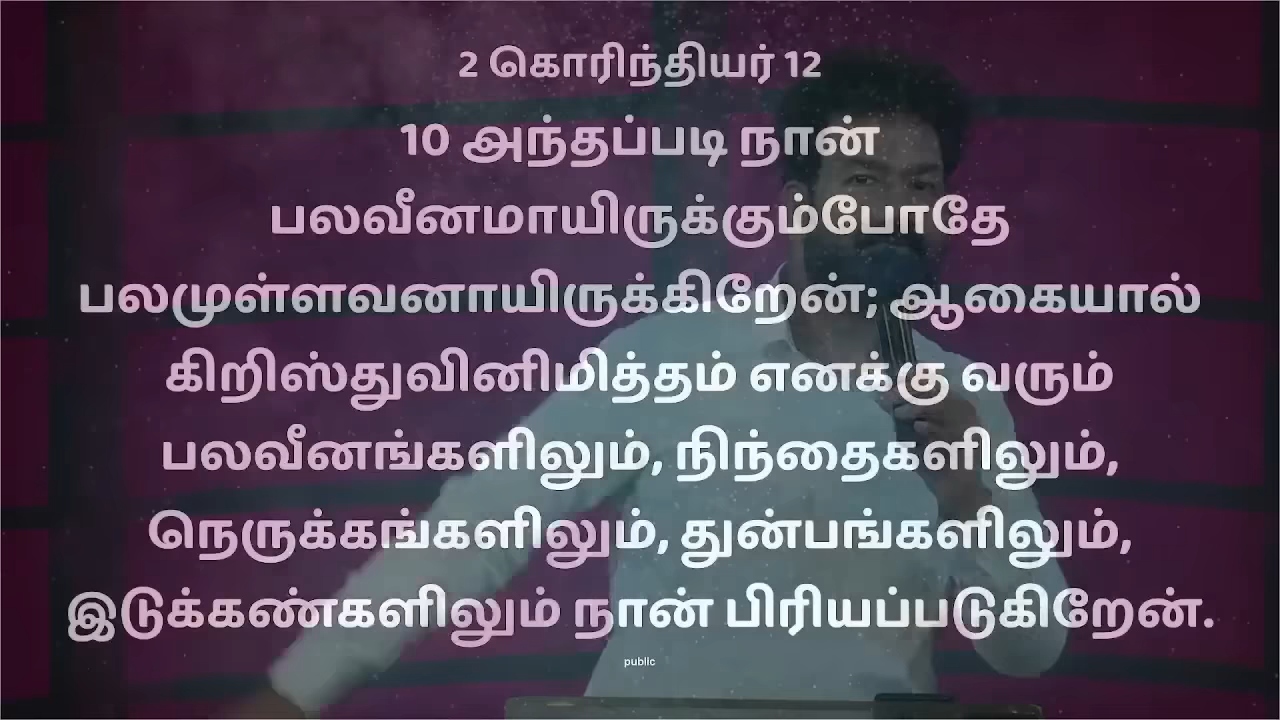 2 கொரிந்தியர் 12
10 அந்தப்படி நான்
பலவீனமாயிருக்கும்போதே
பலமுள்ளவனாயிருக்கிறேன்; ஆகையால்
கிறிஸ்துவினிமித்தம் எனக்கு வரும்
பலவீனங்களிலும், நிந்தைகளிலும்,
நெருக்கங்களிலும், துன்பங்களிலும்,
இடுக்கண்களிலும் நான் பிரியப்படுகிறேன்.
public